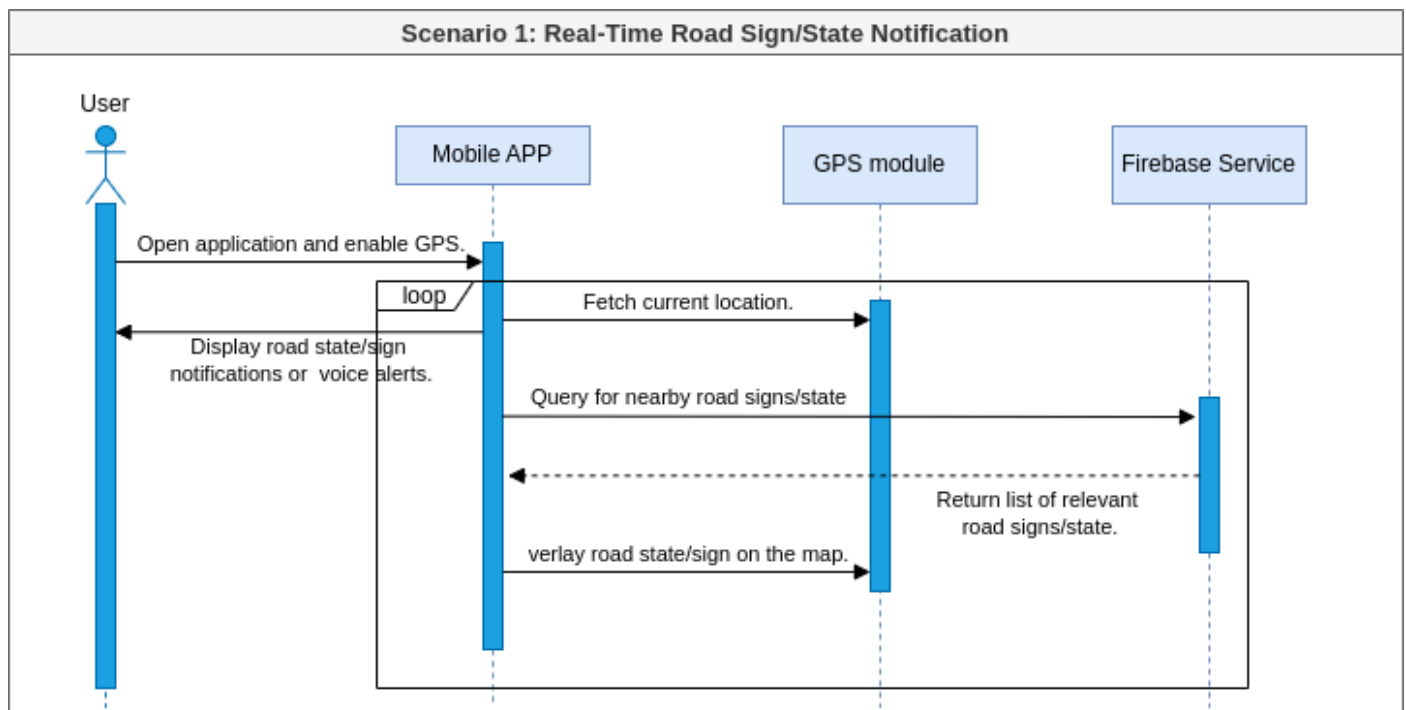 Scenario 1: Real-Time Road Sign/State Notification
User
Mobile APP
GPS module
Firebase Service
Open application and enable GPS.
loop
Fetch current location.
Display road state/sign
notifications or  voice alerts.
Query for nearby road signs/state
Return list of relevant
road signs/state.
verlay road state/sign on the map.